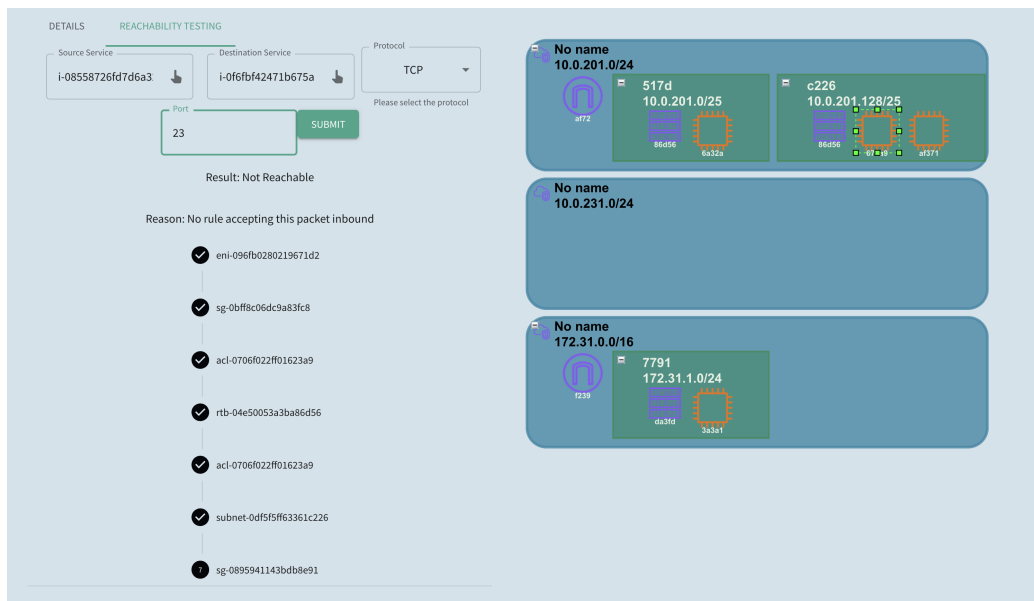 DETAILS
REACHABILITY TESTING
Source Service
i-08558726fd7d6a3
Destination Service
i-0f6fbf42471b675a
Protocol
TCP
Please select the protocol
Port
23
SUBMIT
Result: Not Reachable
Reason: No rule accepting this packet inbound
eni-096fb0280219671d2
sg-0bff8c06dc9a83fc8
acl-0706f022ff01623a9
rtb-04e50053a3ba86d56
acl-0706f022ff01623a9
subnet-0df5f5ff63361c226
7 sg-0895941143bdb8e91
No name
10.0.201.0/24
af72
517d
10.0.201.0/25
86d56
6a32a
c226
10.0.201.128/25
86d56
af371
No name
10.0.231.0/24
No name
172.31.0.0/16
f239
7791
172.31.1.0/24
da3fd
3a3a1